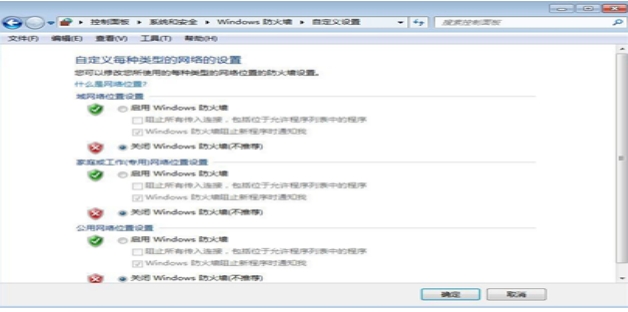 控制面板 ▸ 系统和安全 ▸ Windows 防火墙 ▸ 自定义设置
搜索控制面板
文件(F) 编辑(E) 查看(V) 工具(T) 帮助(H)
自定义每种类型的网络的设置
您可以修改您所使用的每种类型的网络位置的防火墙设置。
什么是网络位置?
域网络位置设置
启用 Windows 防火墙
阻止所有传入连接，包括位于允许程序列表中的程序
Windows 防火墙阻止新程序时通知我
关闭 Windows 防火墙(不推荐)
家庭或工作(专用)网络位置设置
启用 Windows 防火墙
阻止所有传入连接，包括位于允许程序列表中的程序
Windows 防火墙阻止新程序时通知我
关闭 Windows 防火墙(不推荐)
公用网络位置设置
启用 Windows 防火墙
阻止所有传入连接，包括位于允许程序列表中的程序
Windows 防火墙阻止新程序时通知我
关闭 Windows 防火墙(不推荐)
确定 取消